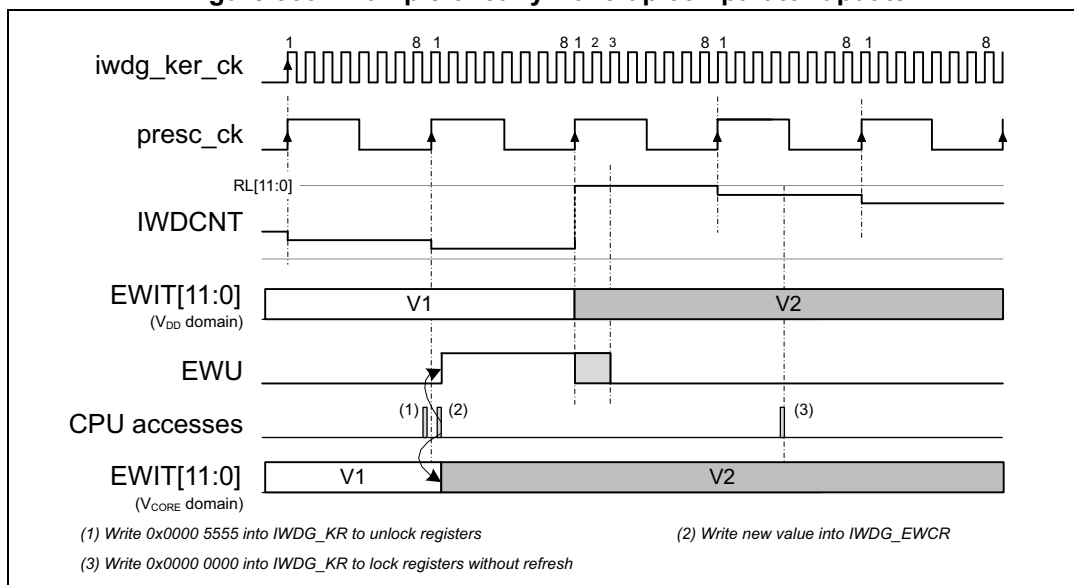 1 8 1 8 1 2 3 8 1 8 1 8
iwdg_ker_ck
presc_ck
RL[11:0]
IWDCNT
EWIT[11:0]
(VDD domain)
V1 V2
EWU
(1) (2) (3)
CPU accesses
EWIT[11:0]
(VCORE domain)
V1 V2
(1) Write 0x0000 5555 into IWDG_KR to unlock registers
(2) Write new value into IWDG_EWCR
(3) Write 0x0000 0000 into IWDG_KR to lock registers without refresh